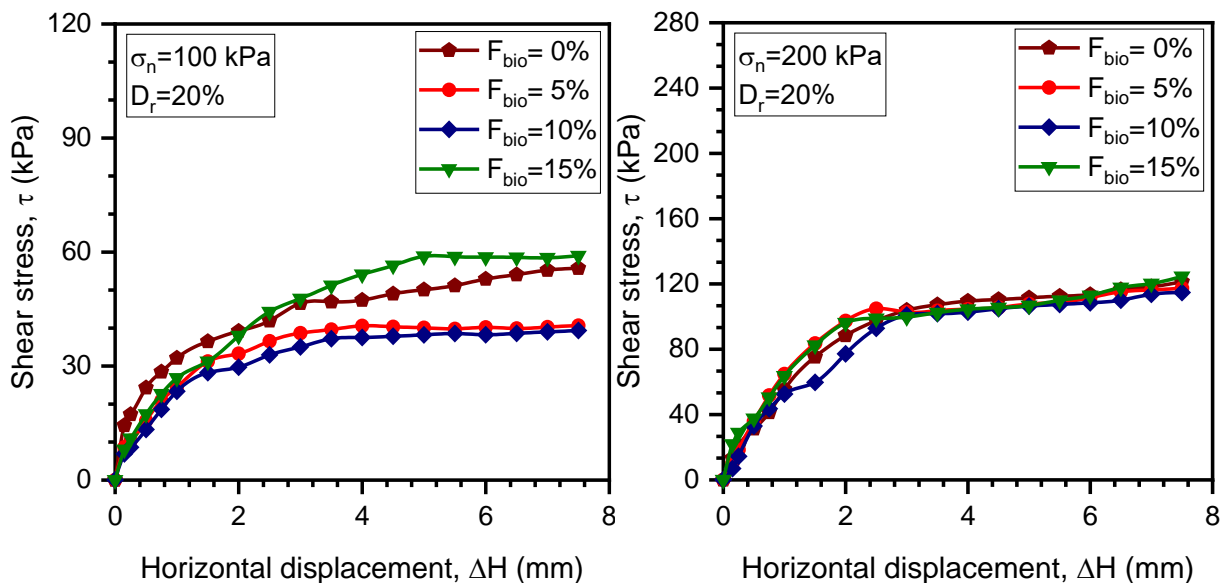 120
90
60
30
0
Shear stress, τ (kPa)
σn=100 kPa
Dr=20%
Fbio= 0%
Fbio= 5%
Fbio=10%
Fbio=15%
0 2 4 6 8
Horizontal displacement, ΔH (mm)
280
240
200
160
120
80
40
0
Shear stress, τ (kPa)
σn=200 kPa
Dr=20%
Fbio= 0%
Fbio= 5%
Fbio=10%
Fbio=15%
0 2 4 6 8
Horizontal displacement, ΔH (mm)